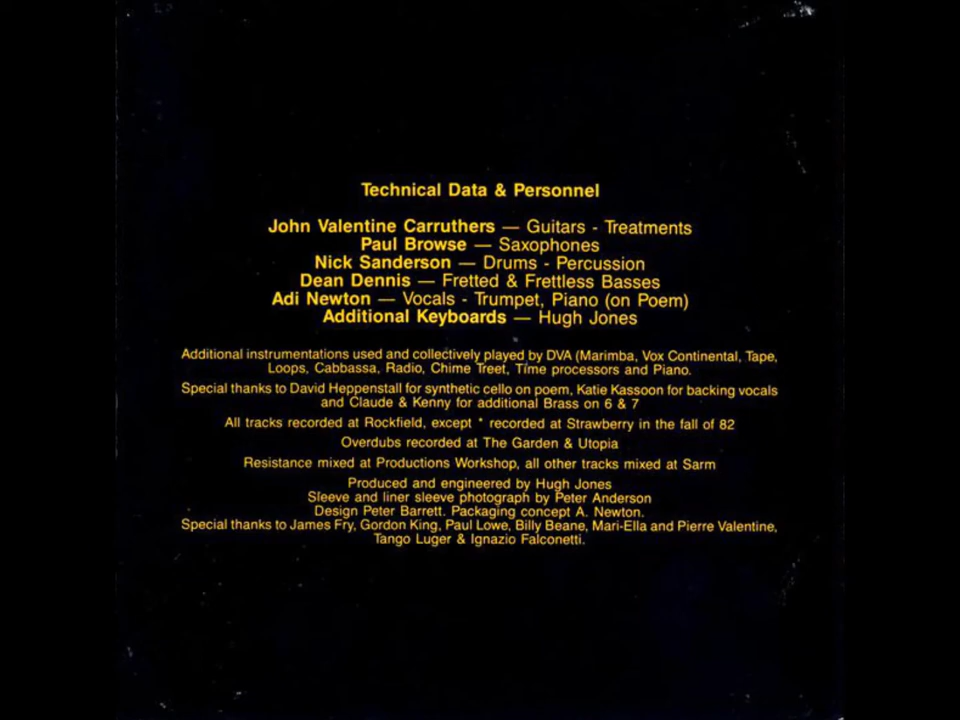 Technical Data & Personnel
John Valentine Carruthers — Guitars - Treatments
Paul Browse — Saxophones
Nick Sanderson — Drums - Percussion
Dean Dennis — Fretted & Frettless Basses
Adi Newton — Vocals - Trumpet, Piano (on Poem)
Additional Keyboards — Hugh Jones
Additional instrumentations used and collectively played by DVA (Marimba, Vox Continental, Tape,
Loops, Cabbassa, Radio, Chime Treet, Time processors and Piano.
Special thanks to David Heppenstall for synthetic cello on poem, Katie Kassoon for backing vocals
and Claude & Kenny for additional Brass on 6 & 7
All tracks recorded at Rockfield, except * recorded at Strawberry in the fall of 82
Overdubs recorded at The Garden & Utopia
Resistance mixed at Productions Workshop, all other tracks mixed at Sarm
Produced and engineered by Hugh Jones
Sleeve and liner sleeve photograph by Peter Anderson
Design Peter Barrett. Packaging concept A. Newton.
Special thanks to James Fry, Gordon King, Paul Lowe, Billy Beane, Mari-Ella and Pierre Valentine,
Tango Luger & Ignazio Falconetti.